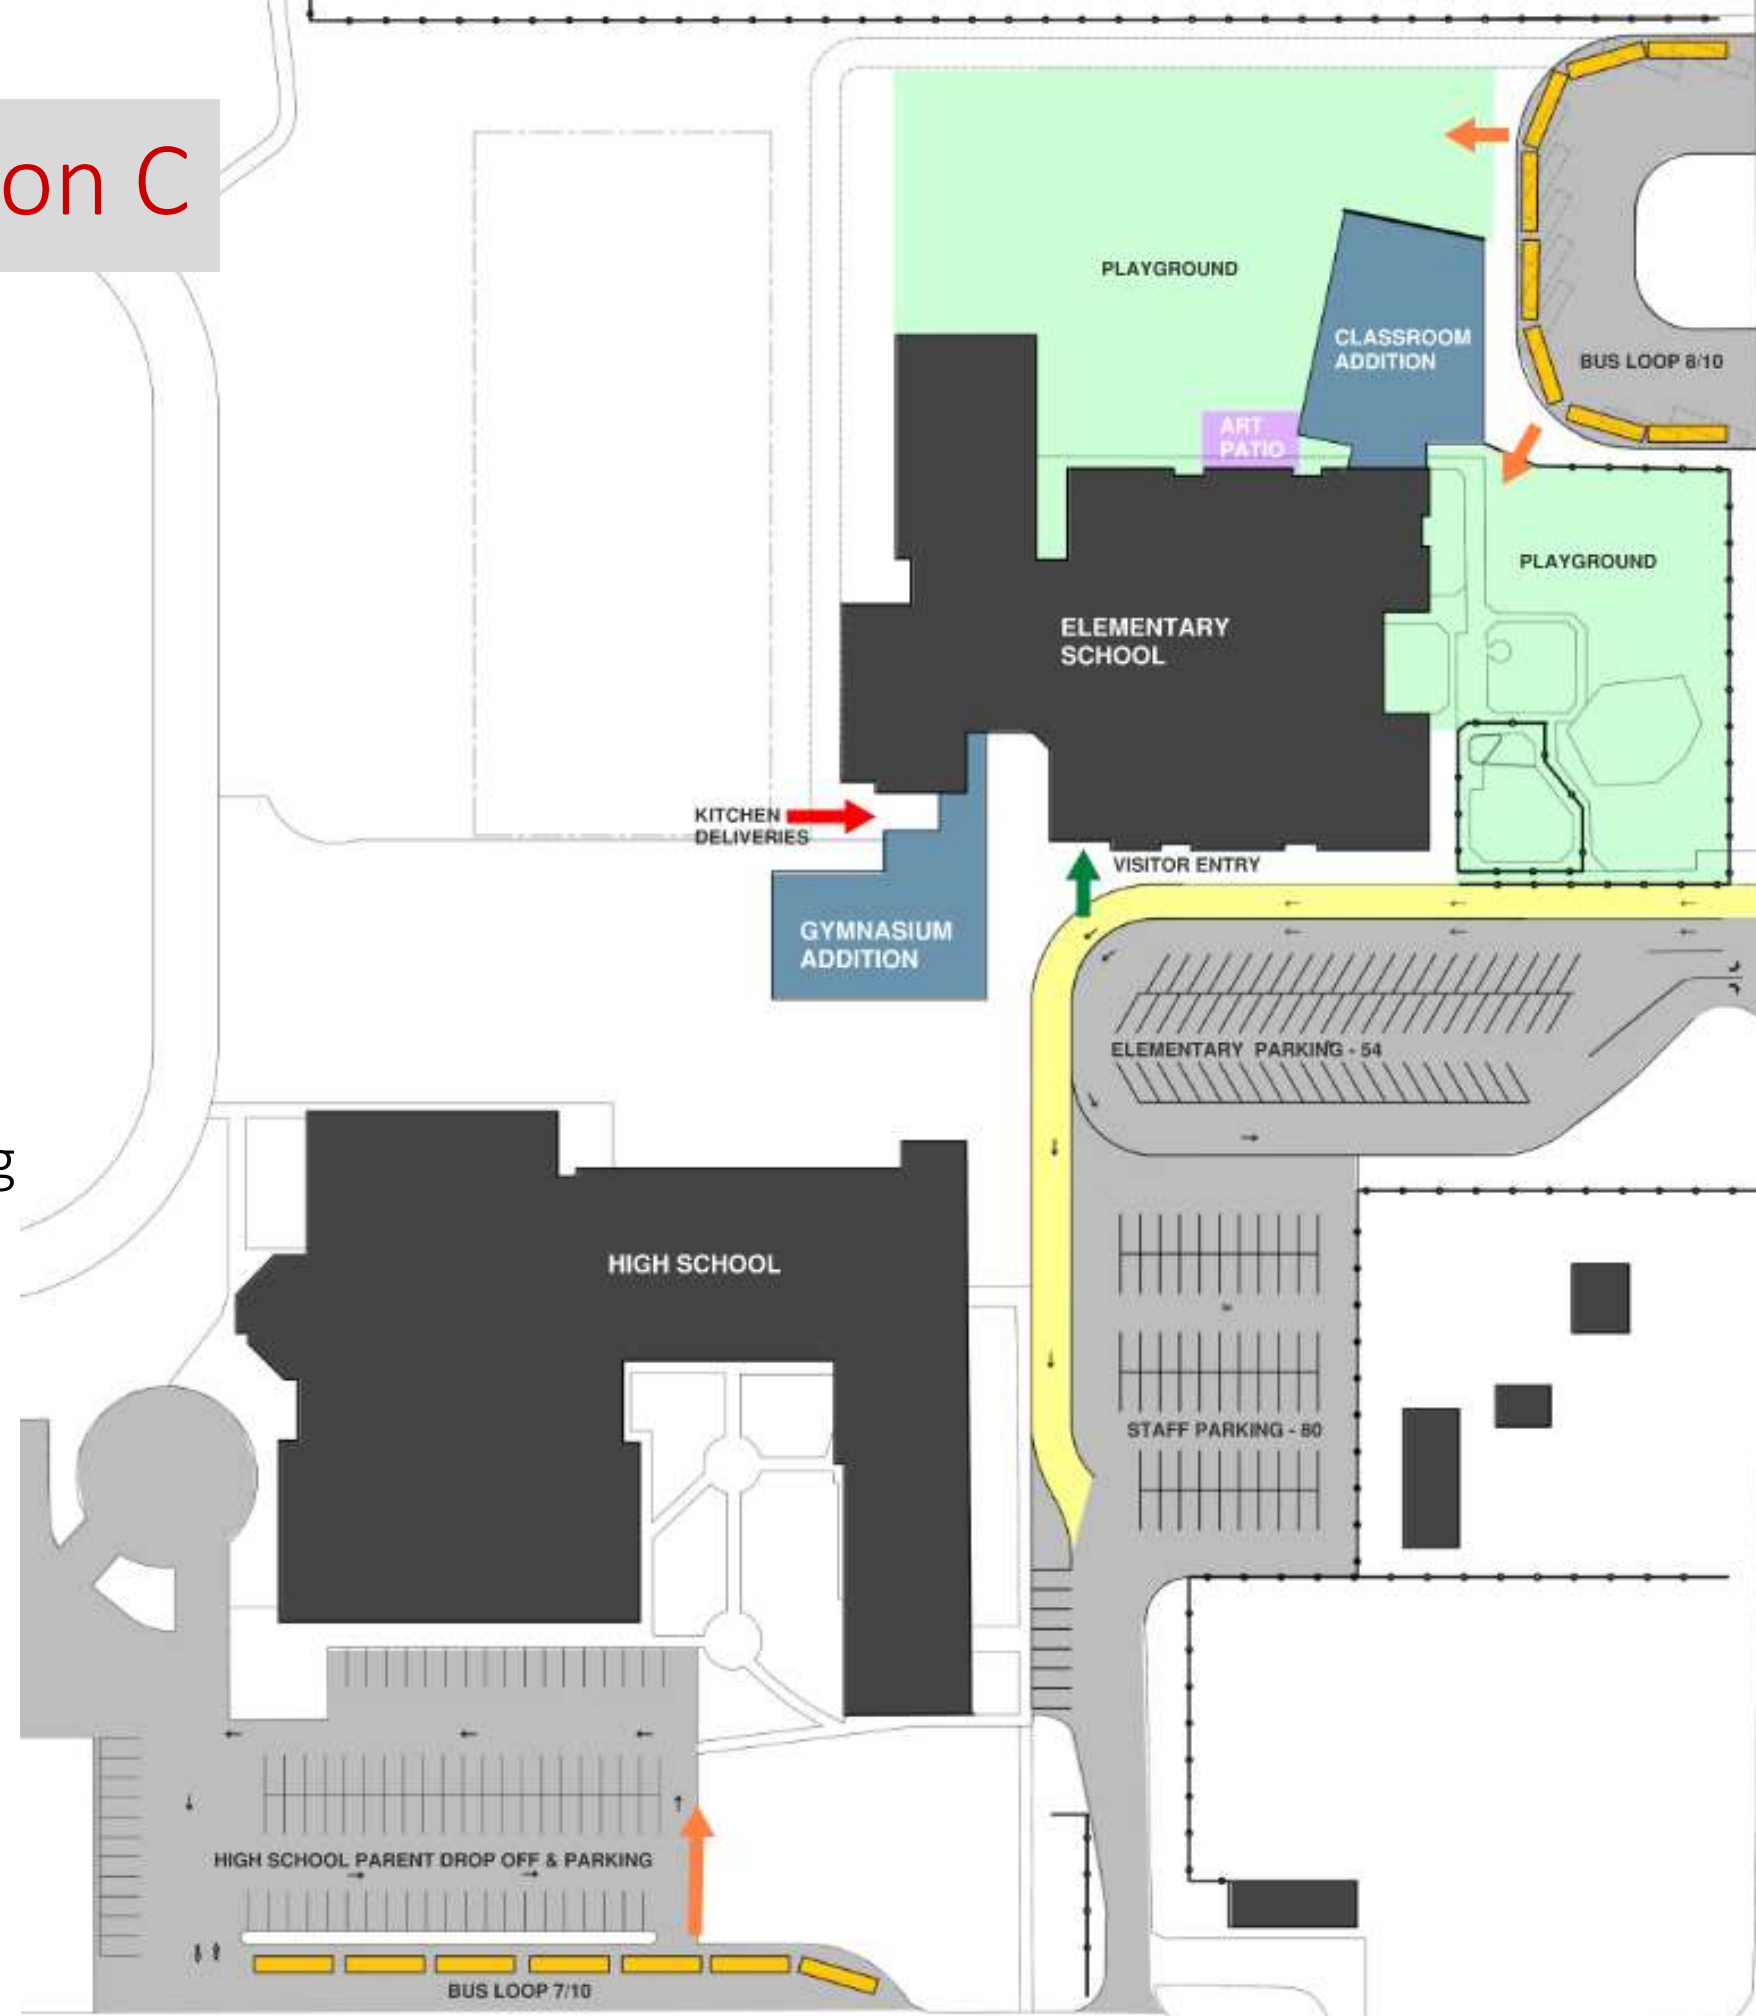 on C
PLAYGROUND
CLASSROOM
ADDITION
BUS LOOP 8/10
ART
PATIO
PLAYGROUND
ELEMENTARY
SCHOOL
KITCHEN
DELIVERIES
VISITOR ENTRY
GYMNASIUM
ADDITION
ELEMENTARY PARKING - 54
g
HIGH SCHOOL
STAFF PARKING - 80
HIGH SCHOOL PARENT DROP OFF & PARKING
BUS LOOP 7/10